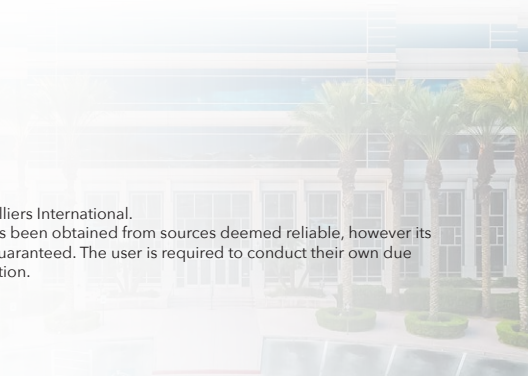 lliers International.
s been obtained from sources deemed reliable, however its
uaranteed. The user is required to conduct their own due
tion.